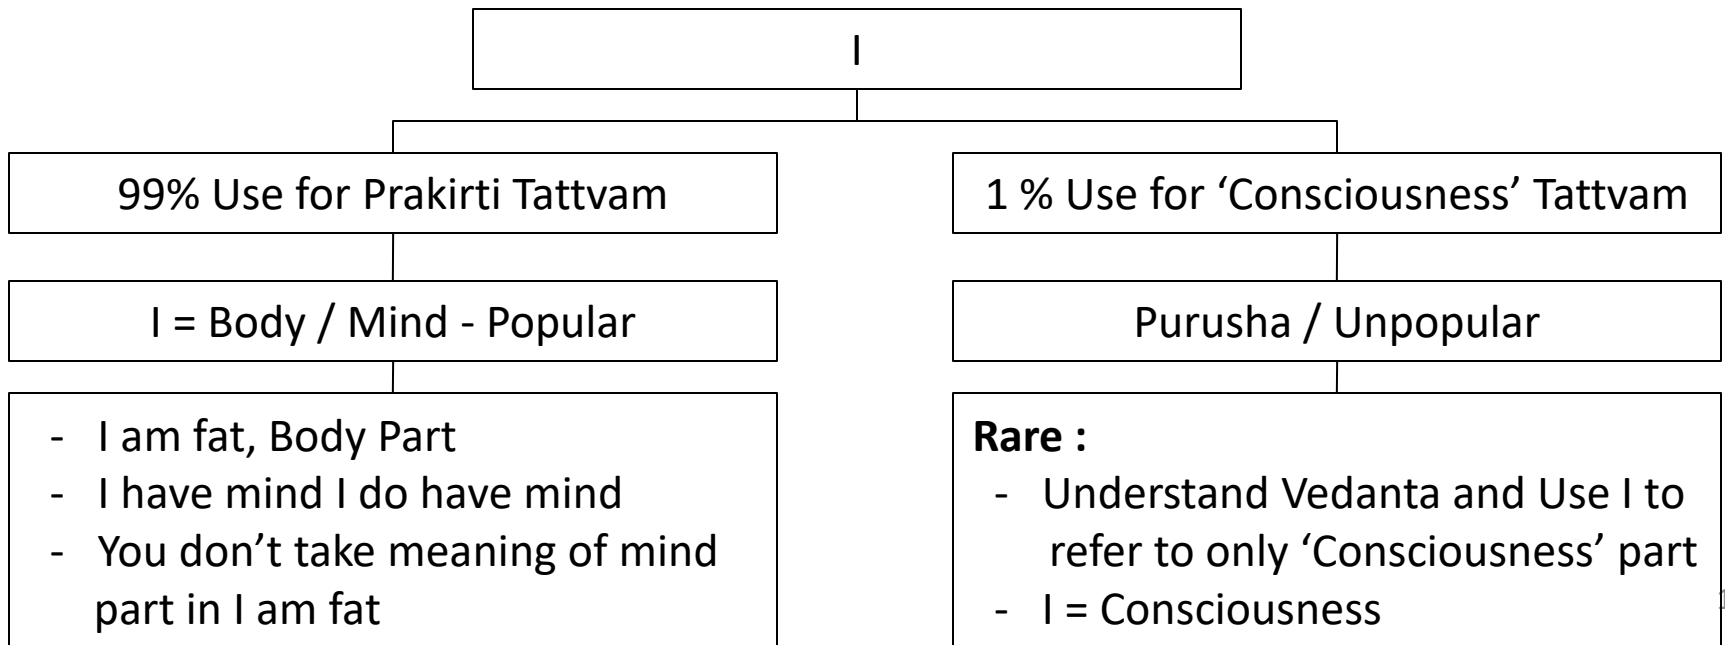 I
99% Use for Prakirti Tattvam
1 % Use for ‘Consciousness’ Tattvam
I = Body / Mind - Popular
Purusha / Unpopular
- I am fat, Body Part
- I have mind I do have mind
- You don’t take meaning of mind
part in I am fat
Rare :
- Understand Vedanta and Use I to
refer to only ‘Consciousness’ part
- I = Consciousness